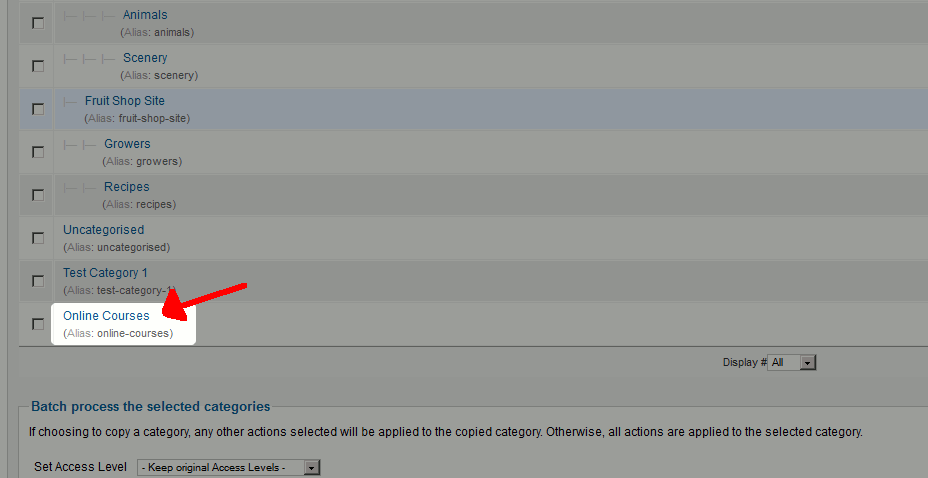 Animals
(Alias: animals)
Scenery
(Alias: scenery)
Fruit Shop Site
(Alias: fruit-shop-site)
Growers
(Alias: growers)
Recipes
(Alias: recipes)
Uncategorised
(Alias: uncategorised)
Test Category 1
(Alias: test-category-1)
Online Courses
(Alias: online-courses)
Display # All
Batch process the selected categories
If choosing to copy a category, any other actions selected will be applied to the copied category. Otherwise, all actions are applied to the selected category.
Set Access Level - Keep original Access Levels -